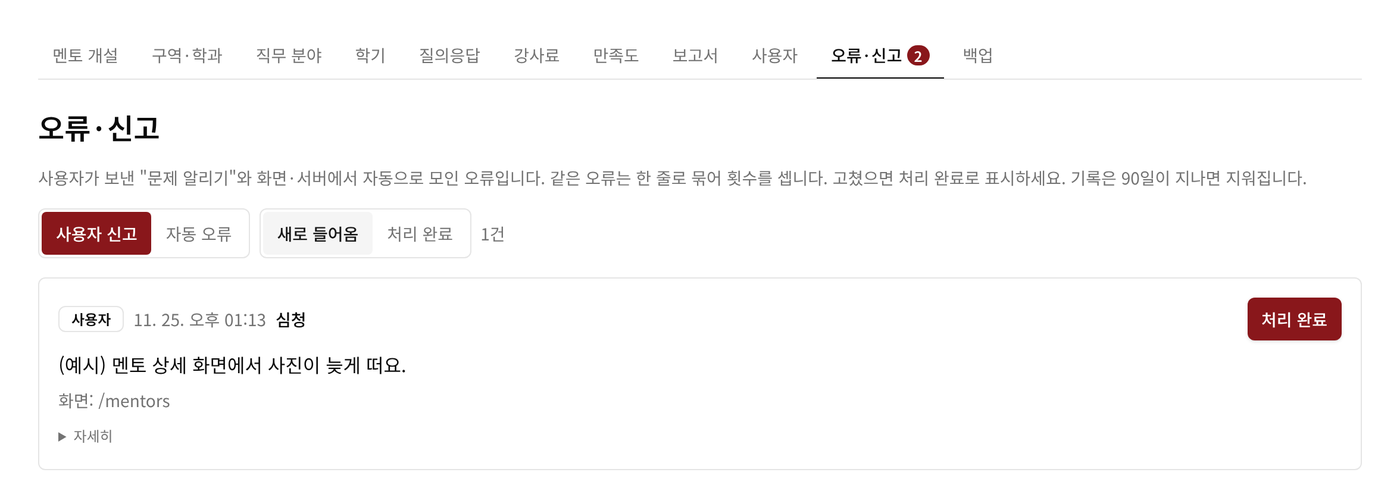 멘토 개설 구역·학과 직무 분야 학기 질의응답 강사료 만족도 보고서 사용자 오류·신고 2 백업
오류·신고
사용자가 보낸 "문제 알리기"와 화면·서버에서 자동으로 모인 오류입니다. 같은 오류는 한 줄로 묶어 횟수를 셉니다. 고쳤으면 처리 완료로 표시하세요. 기록은 90일이 지나면 지워집니다.
사용자 신고 자동 오류 새로 들어옴 처리 완료 1건
사용자 11. 25. 오후 01:13 심청 처리 완료
(예시) 멘토 상세 화면에서 사진이 늦게 떠요.
화면: /mentors
▶ 자세히